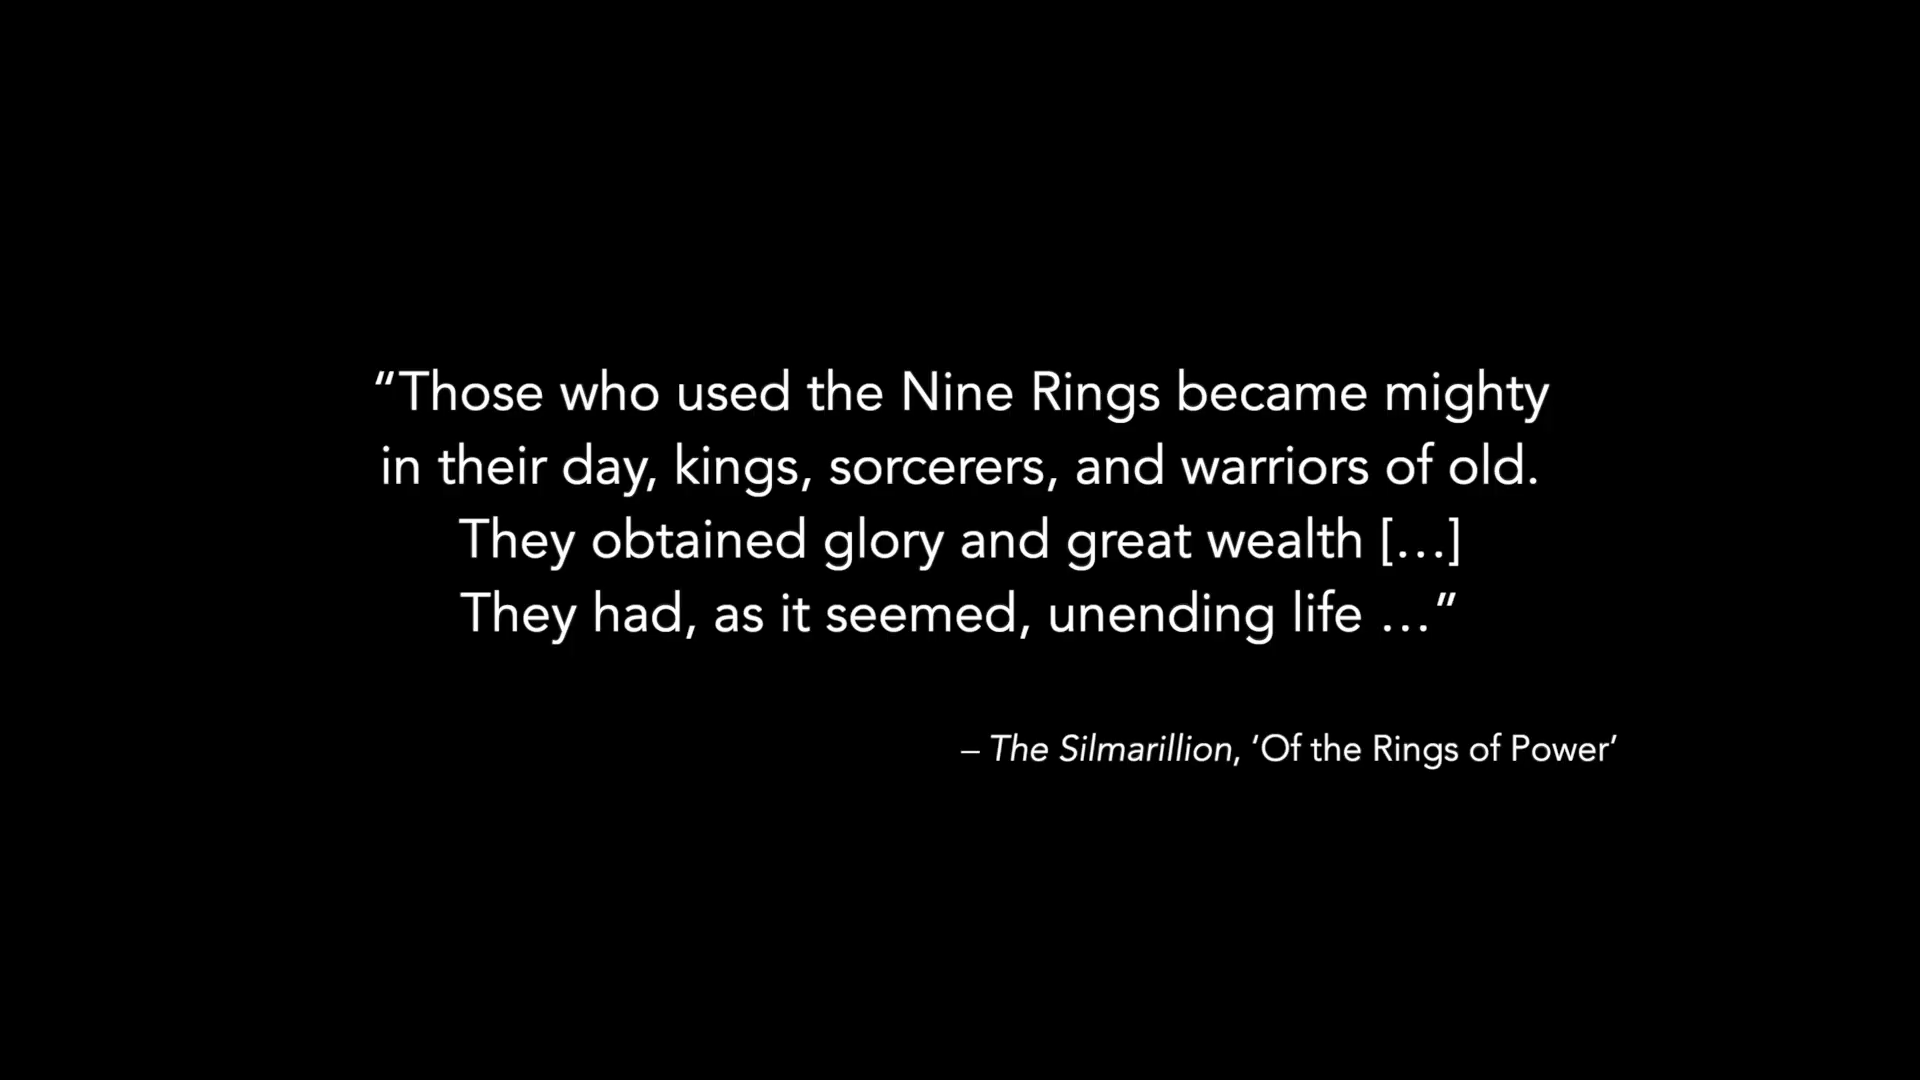 “Those who used the Nine Rings became mighty
in their day, kings, sorcerers, and warriors of old.
They obtained glory and great wealth […]
They had, as it seemed, unending life …”
– The Silmarillion, ‘Of the Rings of Power’